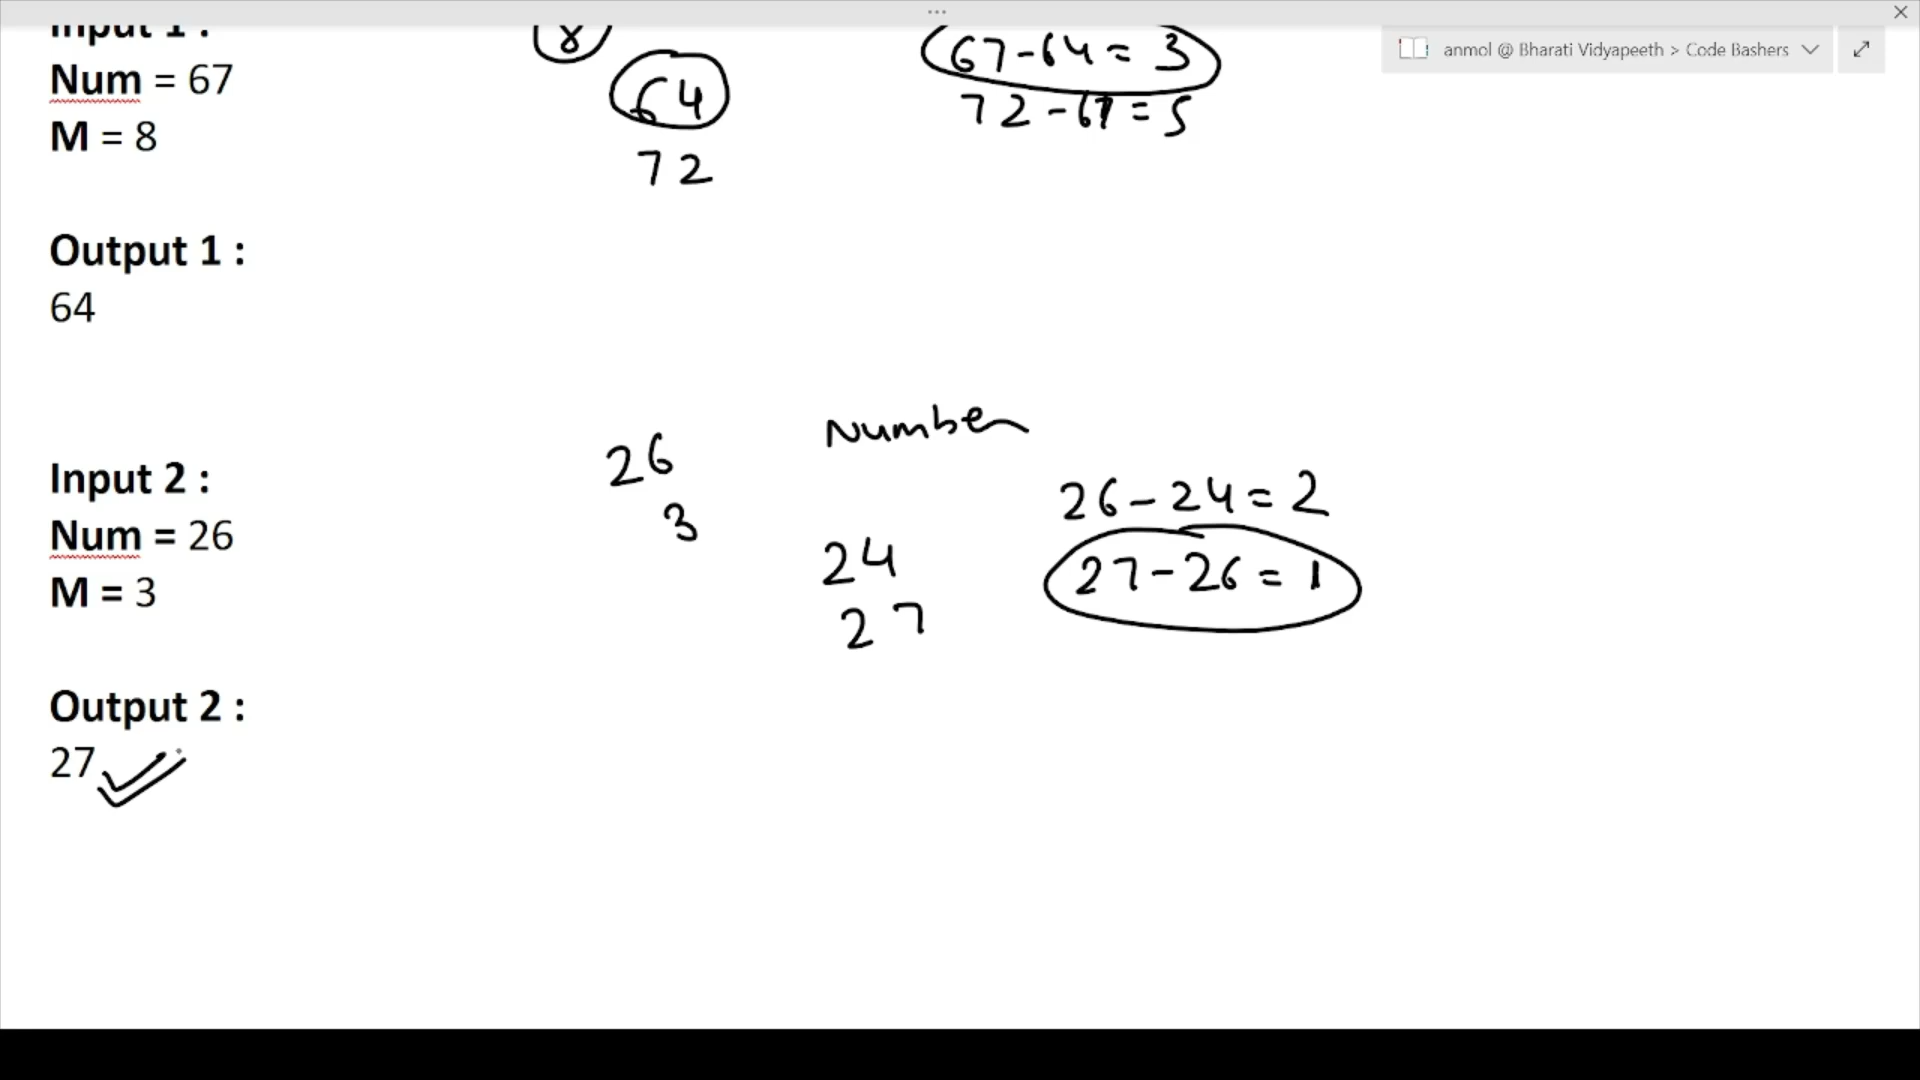 ...
anmol @ Bharati Vidyapeeth > Code Bashers
Input 1 :
Num = 67
M = 8
8
64
72
67-64 = 3
72-67 = 5
Output 1 :
64
Input 2 :
Num = 26
M = 3
26
3
Number
24
27
26-24 = 2
27-26 = 1
Output 2 :
27